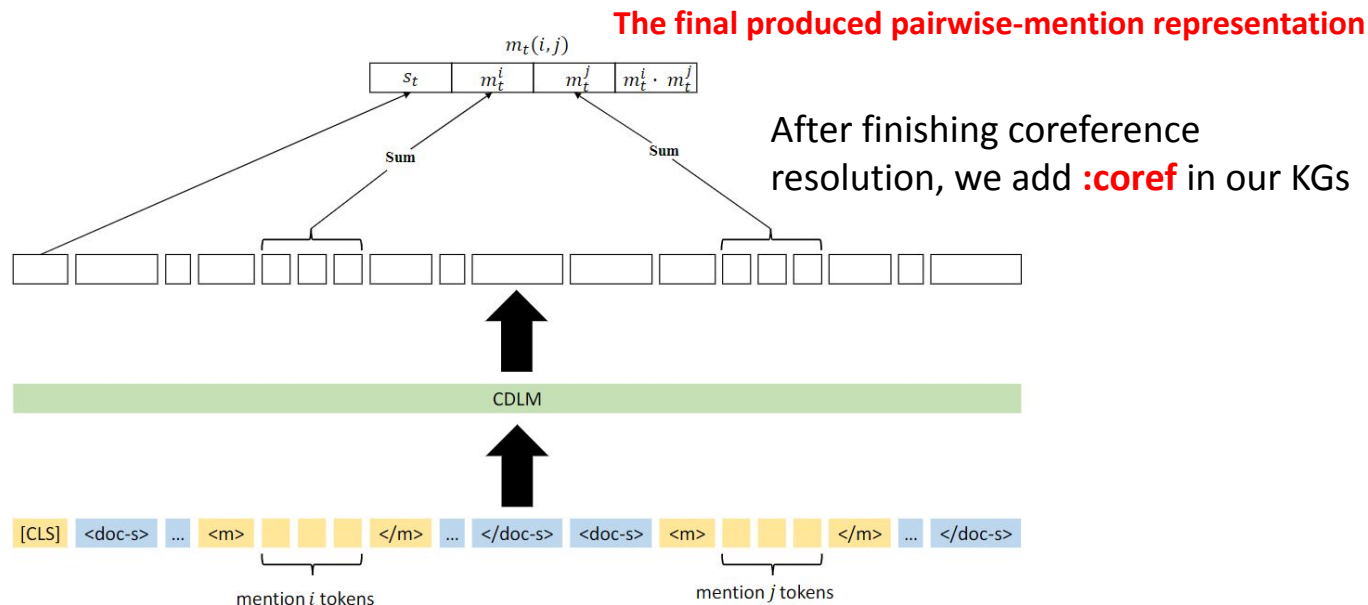 The final produced pairwise-mention representation
$m_t(i,j)$
$s_t$ $m_t^i$ $m_t^j$ $m_t^i \cdot m_t^j$
After finishing coreference
resolution, we add :coref in our KGs
Sum Sum
CDLM
[CLS] <doc-s> ... <m> </m> ... </doc-s> <doc-s> <m> </m> ... </doc-s>
mention i tokens mention j tokens